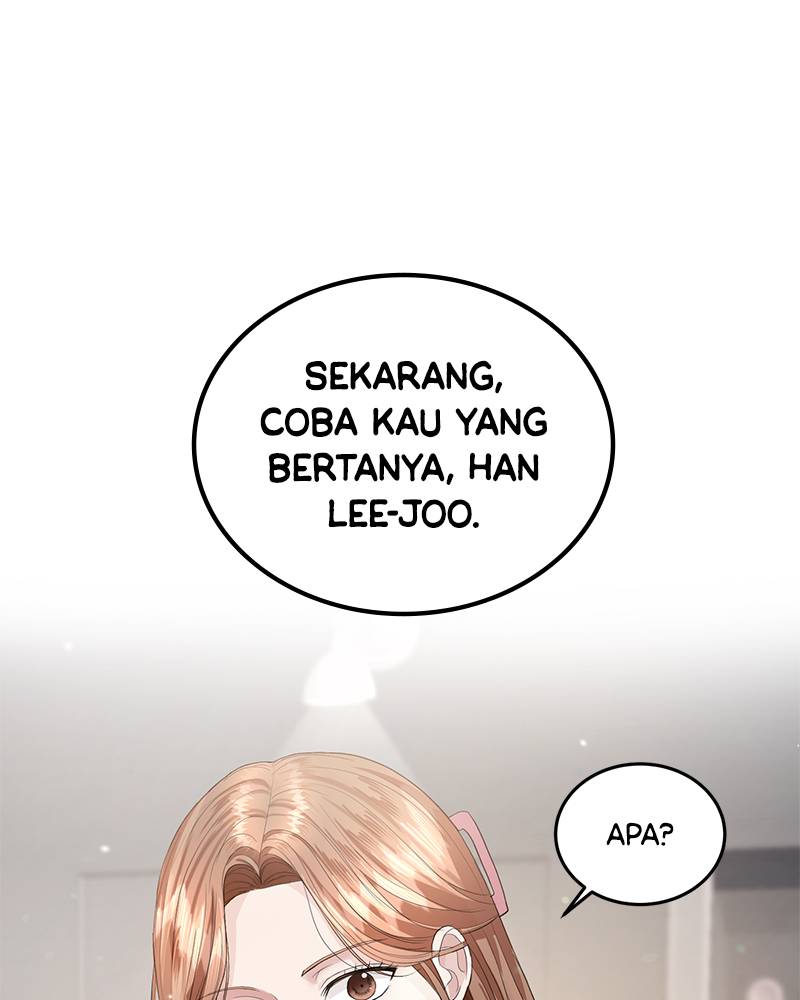 SEKARANG,
COBA KAU YANG
BERTANYA, HAN
LEE-JOO.
APA?